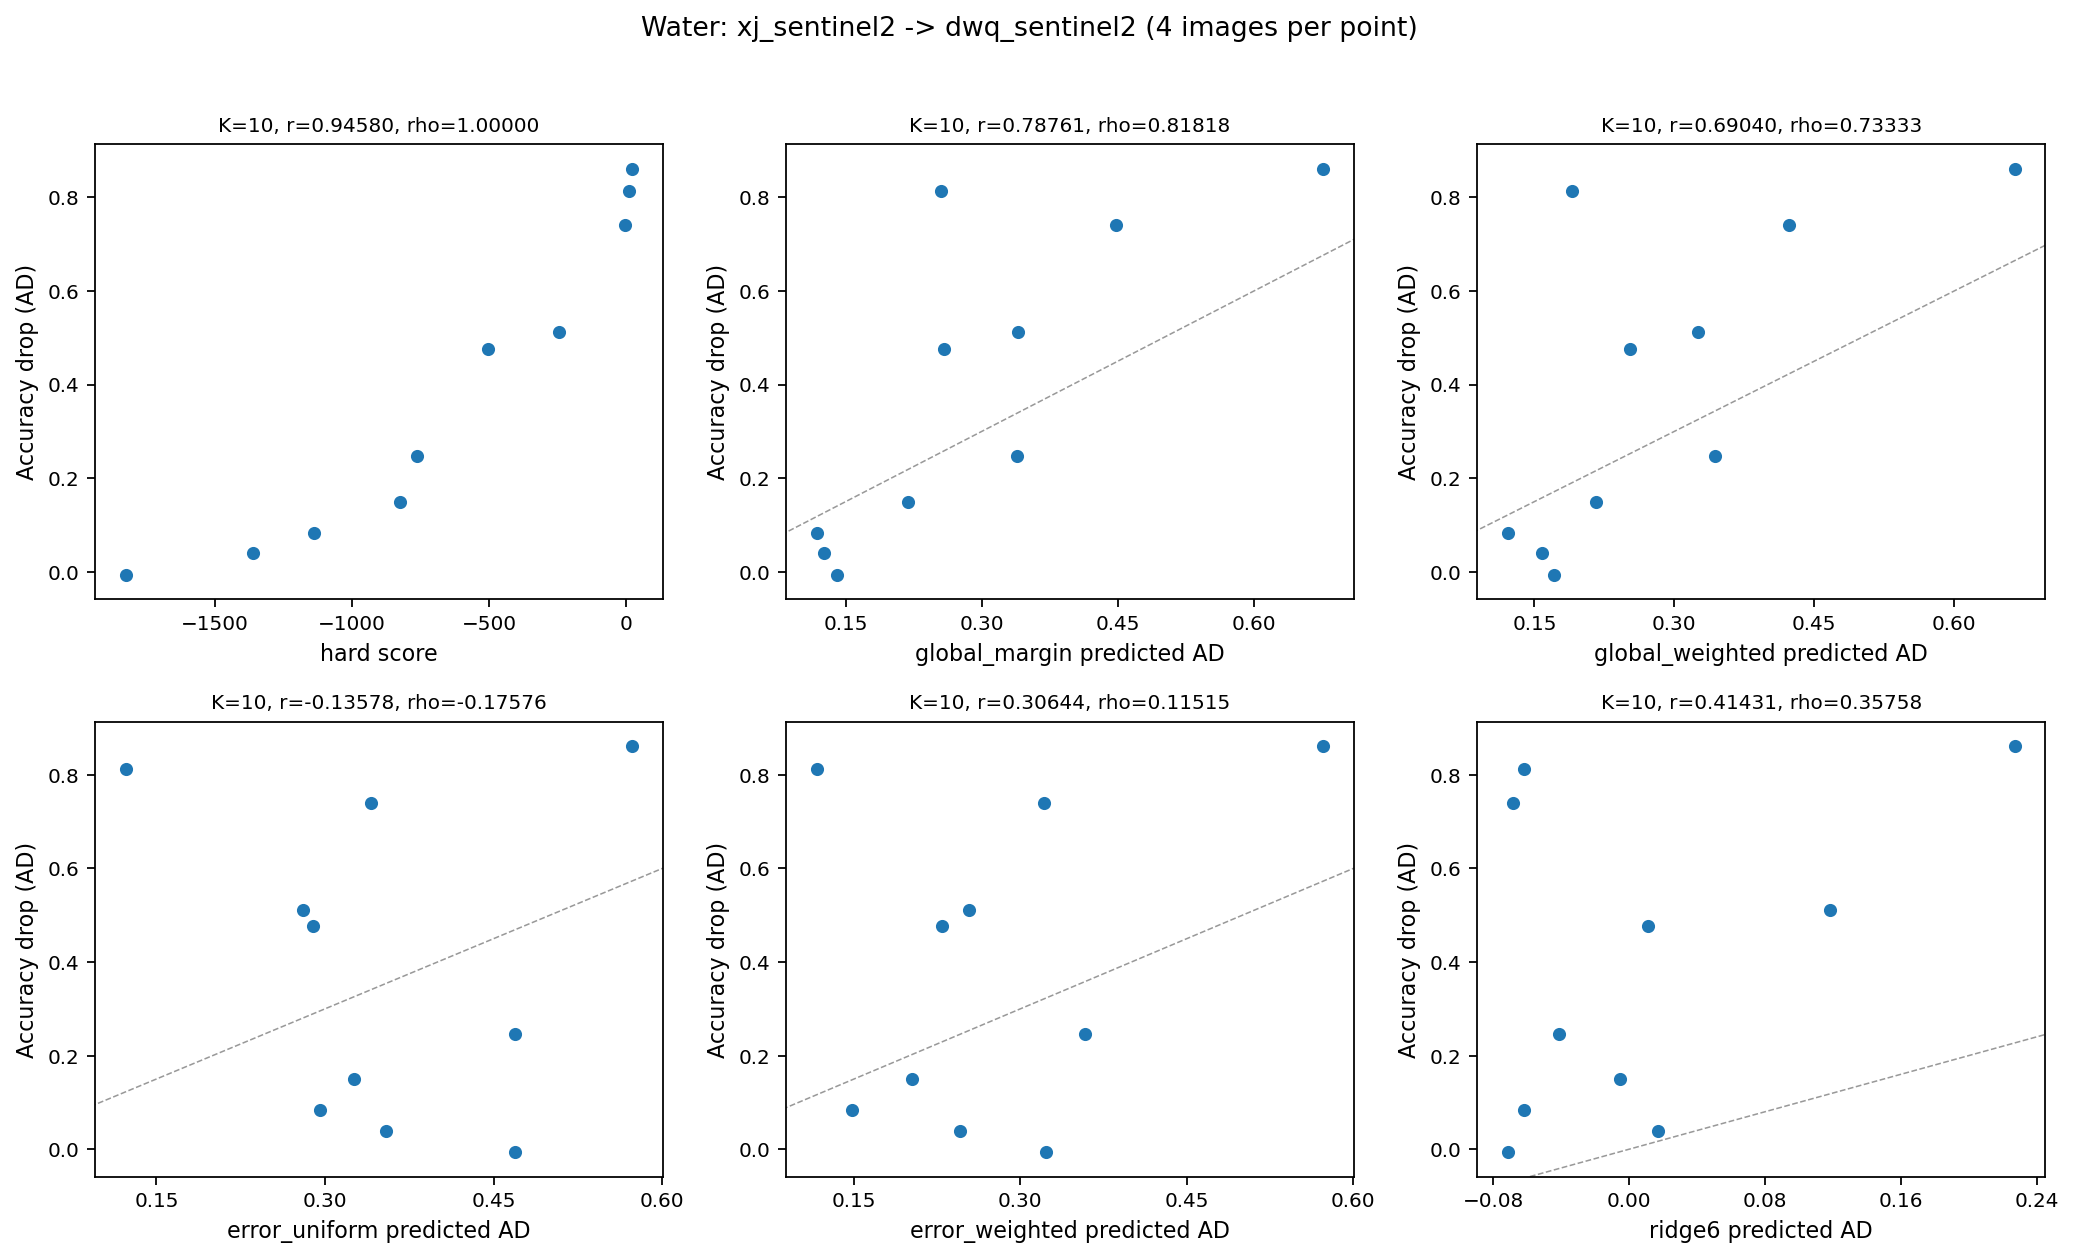 Water: xj_sentinel2 -> dwq_sentinel2 (4 images per point)
K=10, r=0.94580, rho=1.00000
Accuracy drop (AD)
0.8
0.6
0.4
0.2
0.0
−1500 −1000 −500 0
hard score
K=10, r=0.78761, rho=0.81818
Accuracy drop (AD)
0.8
0.6
0.4
0.2
0.0
0.15 0.30 0.45 0.60
global_margin predicted AD
K=10, r=0.69040, rho=0.73333
Accuracy drop (AD)
0.8
0.6
0.4
0.2
0.0
0.15 0.30 0.45 0.60
global_weighted predicted AD
K=10, r=-0.13578, rho=-0.17576
Accuracy drop (AD)
0.8
0.6
0.4
0.2
0.0
0.15 0.30 0.45 0.60
error_uniform predicted AD
K=10, r=0.30644, rho=0.11515
Accuracy drop (AD)
0.8
0.6
0.4
0.2
0.0
0.15 0.30 0.45 0.60
error_weighted predicted AD
K=10, r=0.41431, rho=0.35758
Accuracy drop (AD)
0.8
0.6
0.4
0.2
0.0
−0.08 0.00 0.08 0.16 0.24
ridge6 predicted AD